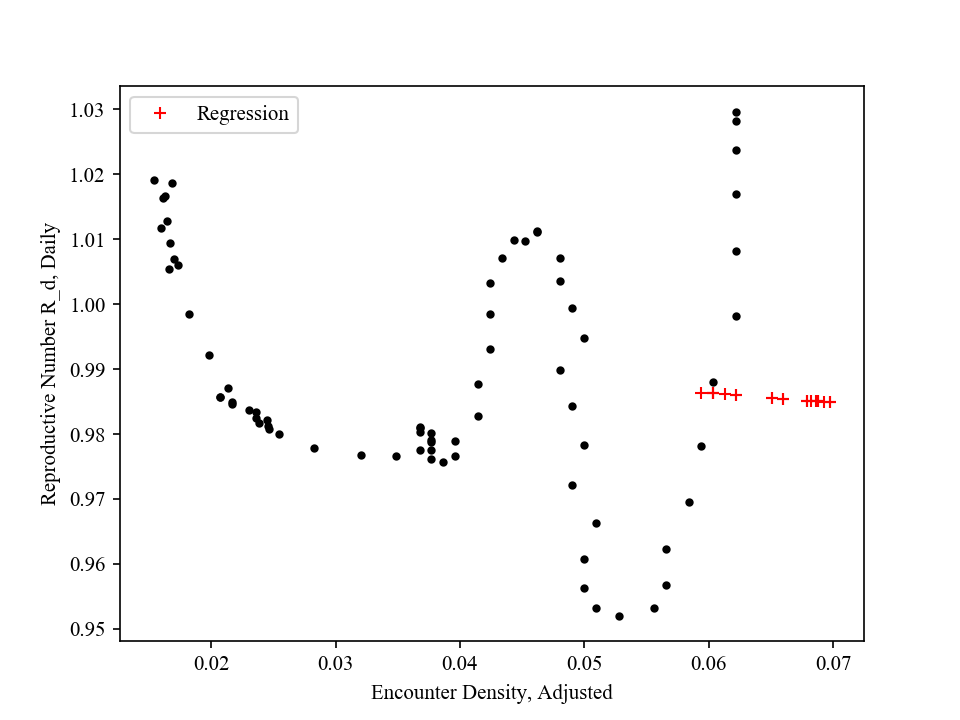 Regression
1.03
1.02
1.01
1.00
0.99
0.98
0.97
0.96
0.95
Reproductive Number R_d, Daily
0.02 0.03 0.04 0.05 0.06 0.07
Encounter Density, Adjusted